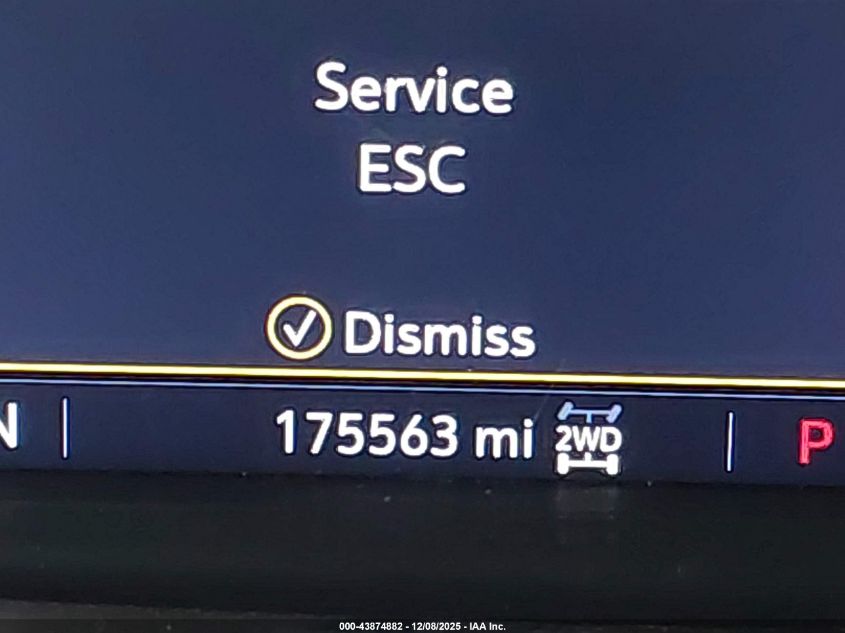 Service
ESC
Dismiss
N 175563 mi 2WD P
000-43874882 - 12/08/2025 - IAA Inc.